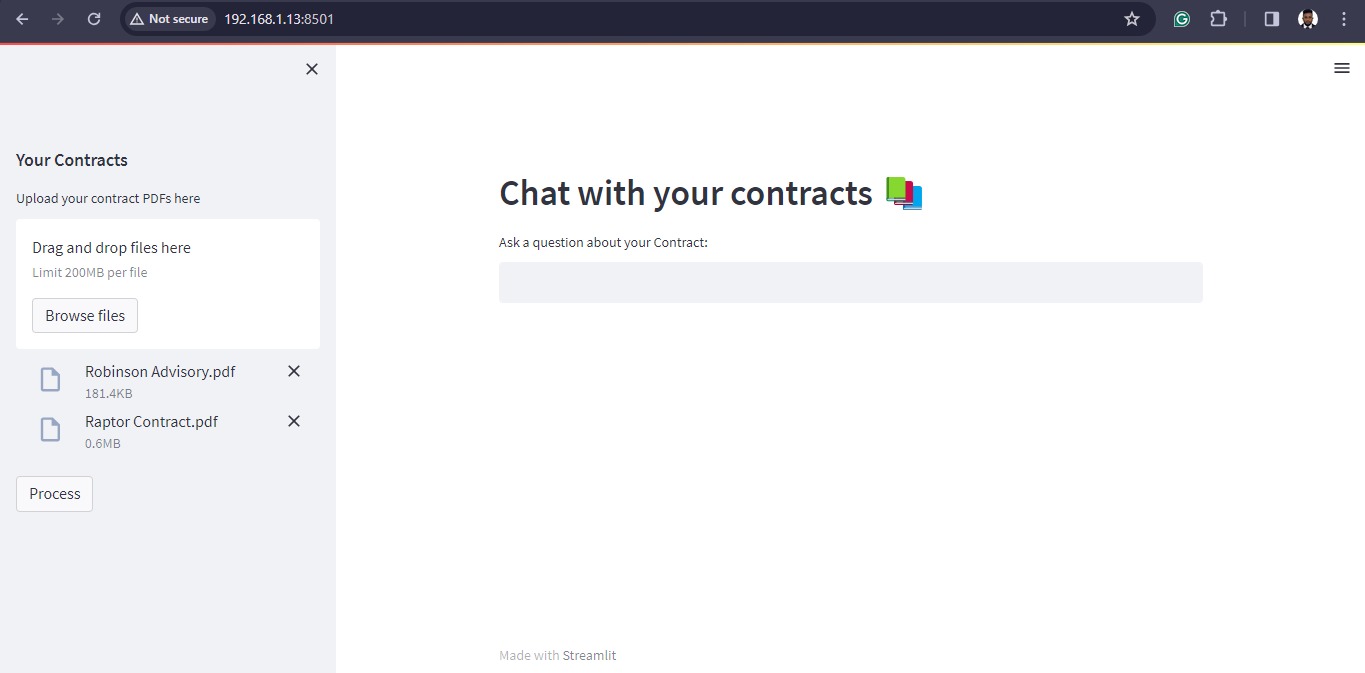 Not secure 192.168.1.13:8501
Your Contracts
Upload your contract PDFs here
Drag and drop files here
Limit 200MB per file
Browse files
Robinson Advisory.pdf
181.4KB
Raptor Contract.pdf
0.6MB
Process
Chat with your contracts
Ask a question about your Contract:
Made with Streamlit